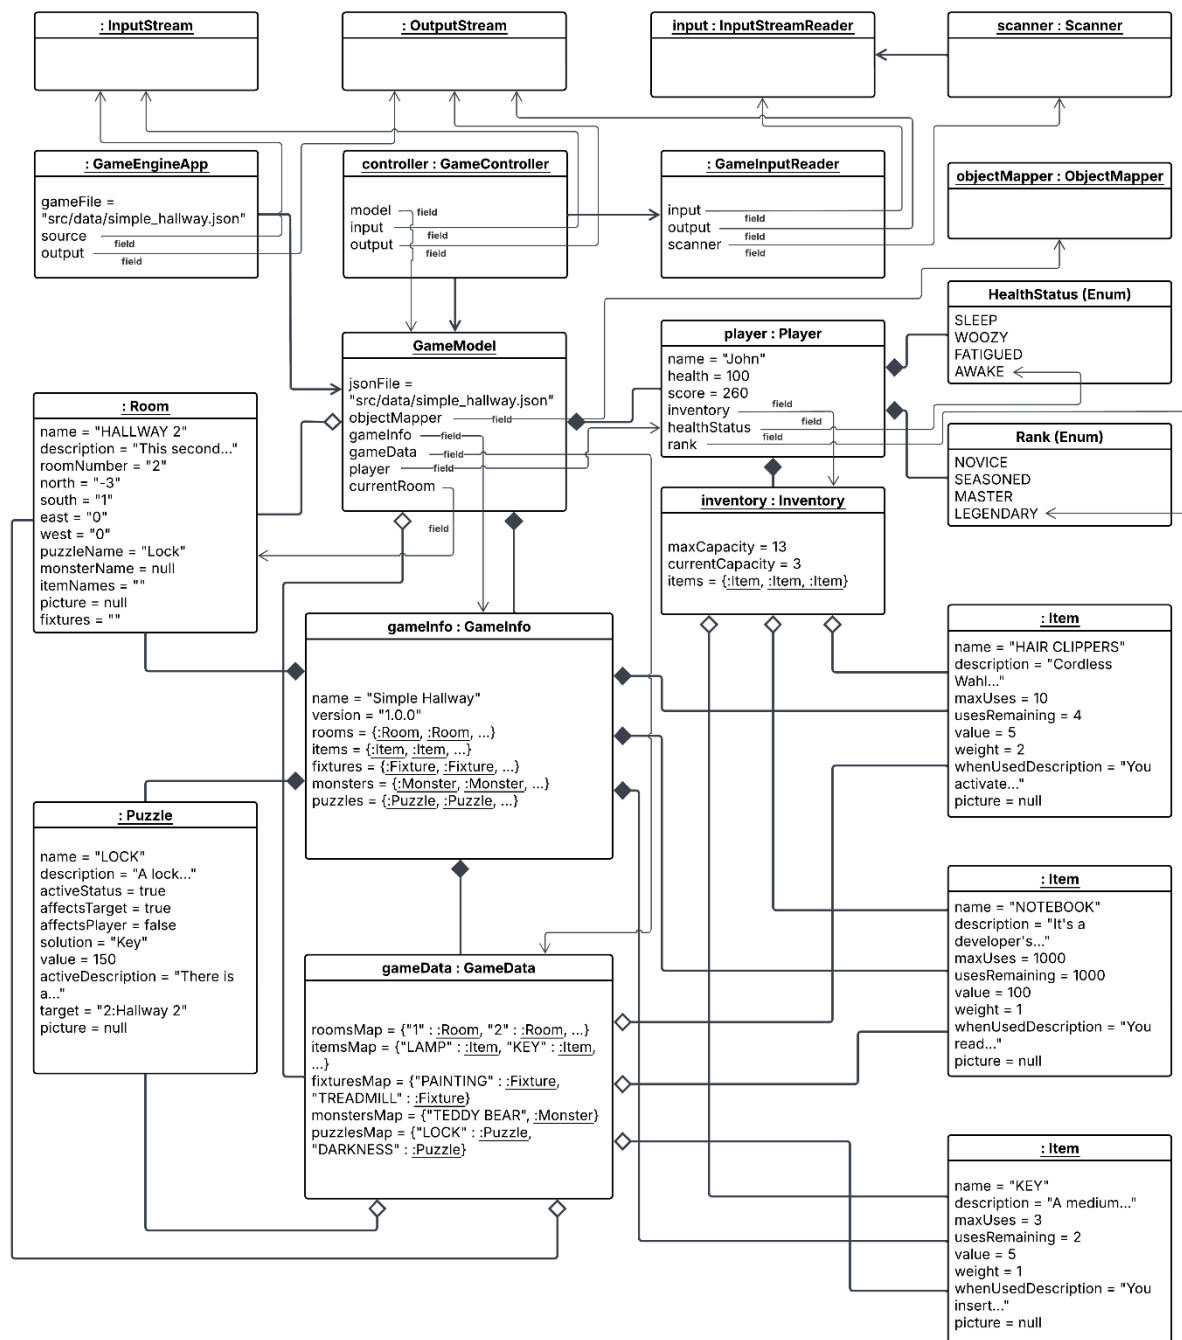 : InputStream
: OutputStream
input : InputStreamReader
scanner : Scanner
: GameEngineApp
gameFile =
"src/data/simple_hallway.json"
source
field
output
field
controller : GameController
model
field
input
field
output
field
: GameInputReader
input
field
output
field
scanner
field
objectMapper : ObjectMapper
HealthStatus (Enum)
SLEEP
WOOZY
FATIGUED
AWAKE
GameModel
jsonFile =
"src/data/simple_hallway.json"
objectMapper
field
gameInfo
field
gameData
field
player
field
currentRoom
field
player : Player
name = "John"
health = 100
score = 260
inventory
field
healthStatus
field
rank
field
Rank (Enum)
NOVICE
SEASONED
MASTER
LEGENDARY
: Room
name = "HALLWAY 2"
description = "This second..."
roomNumber = "2"
north = "-3"
south = "1"
east = "0"
west = "0"
puzzleName = "Lock"
monsterName = null
itemNames = ""
picture = null
fixtures = ""
inventory : Inventory
maxCapacity = 13
currentCapacity = 3
items = {:Item, :Item, :Item}
gameInfo : GameInfo
name = "Simple Hallway"
version = "1.0.0"
rooms = {:Room, :Room, ...}
items = {:Item, :Item, ...}
fixtures = {:Fixture, :Fixture, ...}
monsters = {:Monster, :Monster, ...}
puzzles = {:Puzzle, :Puzzle, ...}
: Item
name = "HAIR CLIPPERS"
description = "Cordless
Wahl..."
maxUses = 10
usesRemaining = 4
value = 5
weight = 2
whenUsedDescription = "You
activate..."
picture = null
: Puzzle
name = "LOCK"
description = "A lock..."
activeStatus = true
affectsTarget = true
affectsPlayer = false
solution = "Key"
value = 150
activeDescription = "There is
a..."
target = "2:Hallway 2"
picture = null
: Item
name = "NOTEBOOK"
description = "It's a
developer's..."
maxUses = 1000
usesRemaining = 1000
value = 100
weight = 1
whenUsedDescription = "You
read..."
picture = null
gameData : GameData
roomsMap = {"1" : :Room, "2" : :Room, ...}
itemsMap = {"LAMP" : :Item, "KEY" : :Item,
...}
fixturesMap = {"PAINTING" : :Fixture,
"TREADMILL" : :Fixture}
monstersMap = {"TEDDY BEAR", :Monster}
puzzlesMap = {"LOCK" : :Puzzle,
"DARKNESS" : :Puzzle}
: Item
name = "KEY"
description = "A medium..."
maxUses = 3
usesRemaining = 2
value = 5
weight = 1
whenUsedDescription = "You
insert..."
picture = null